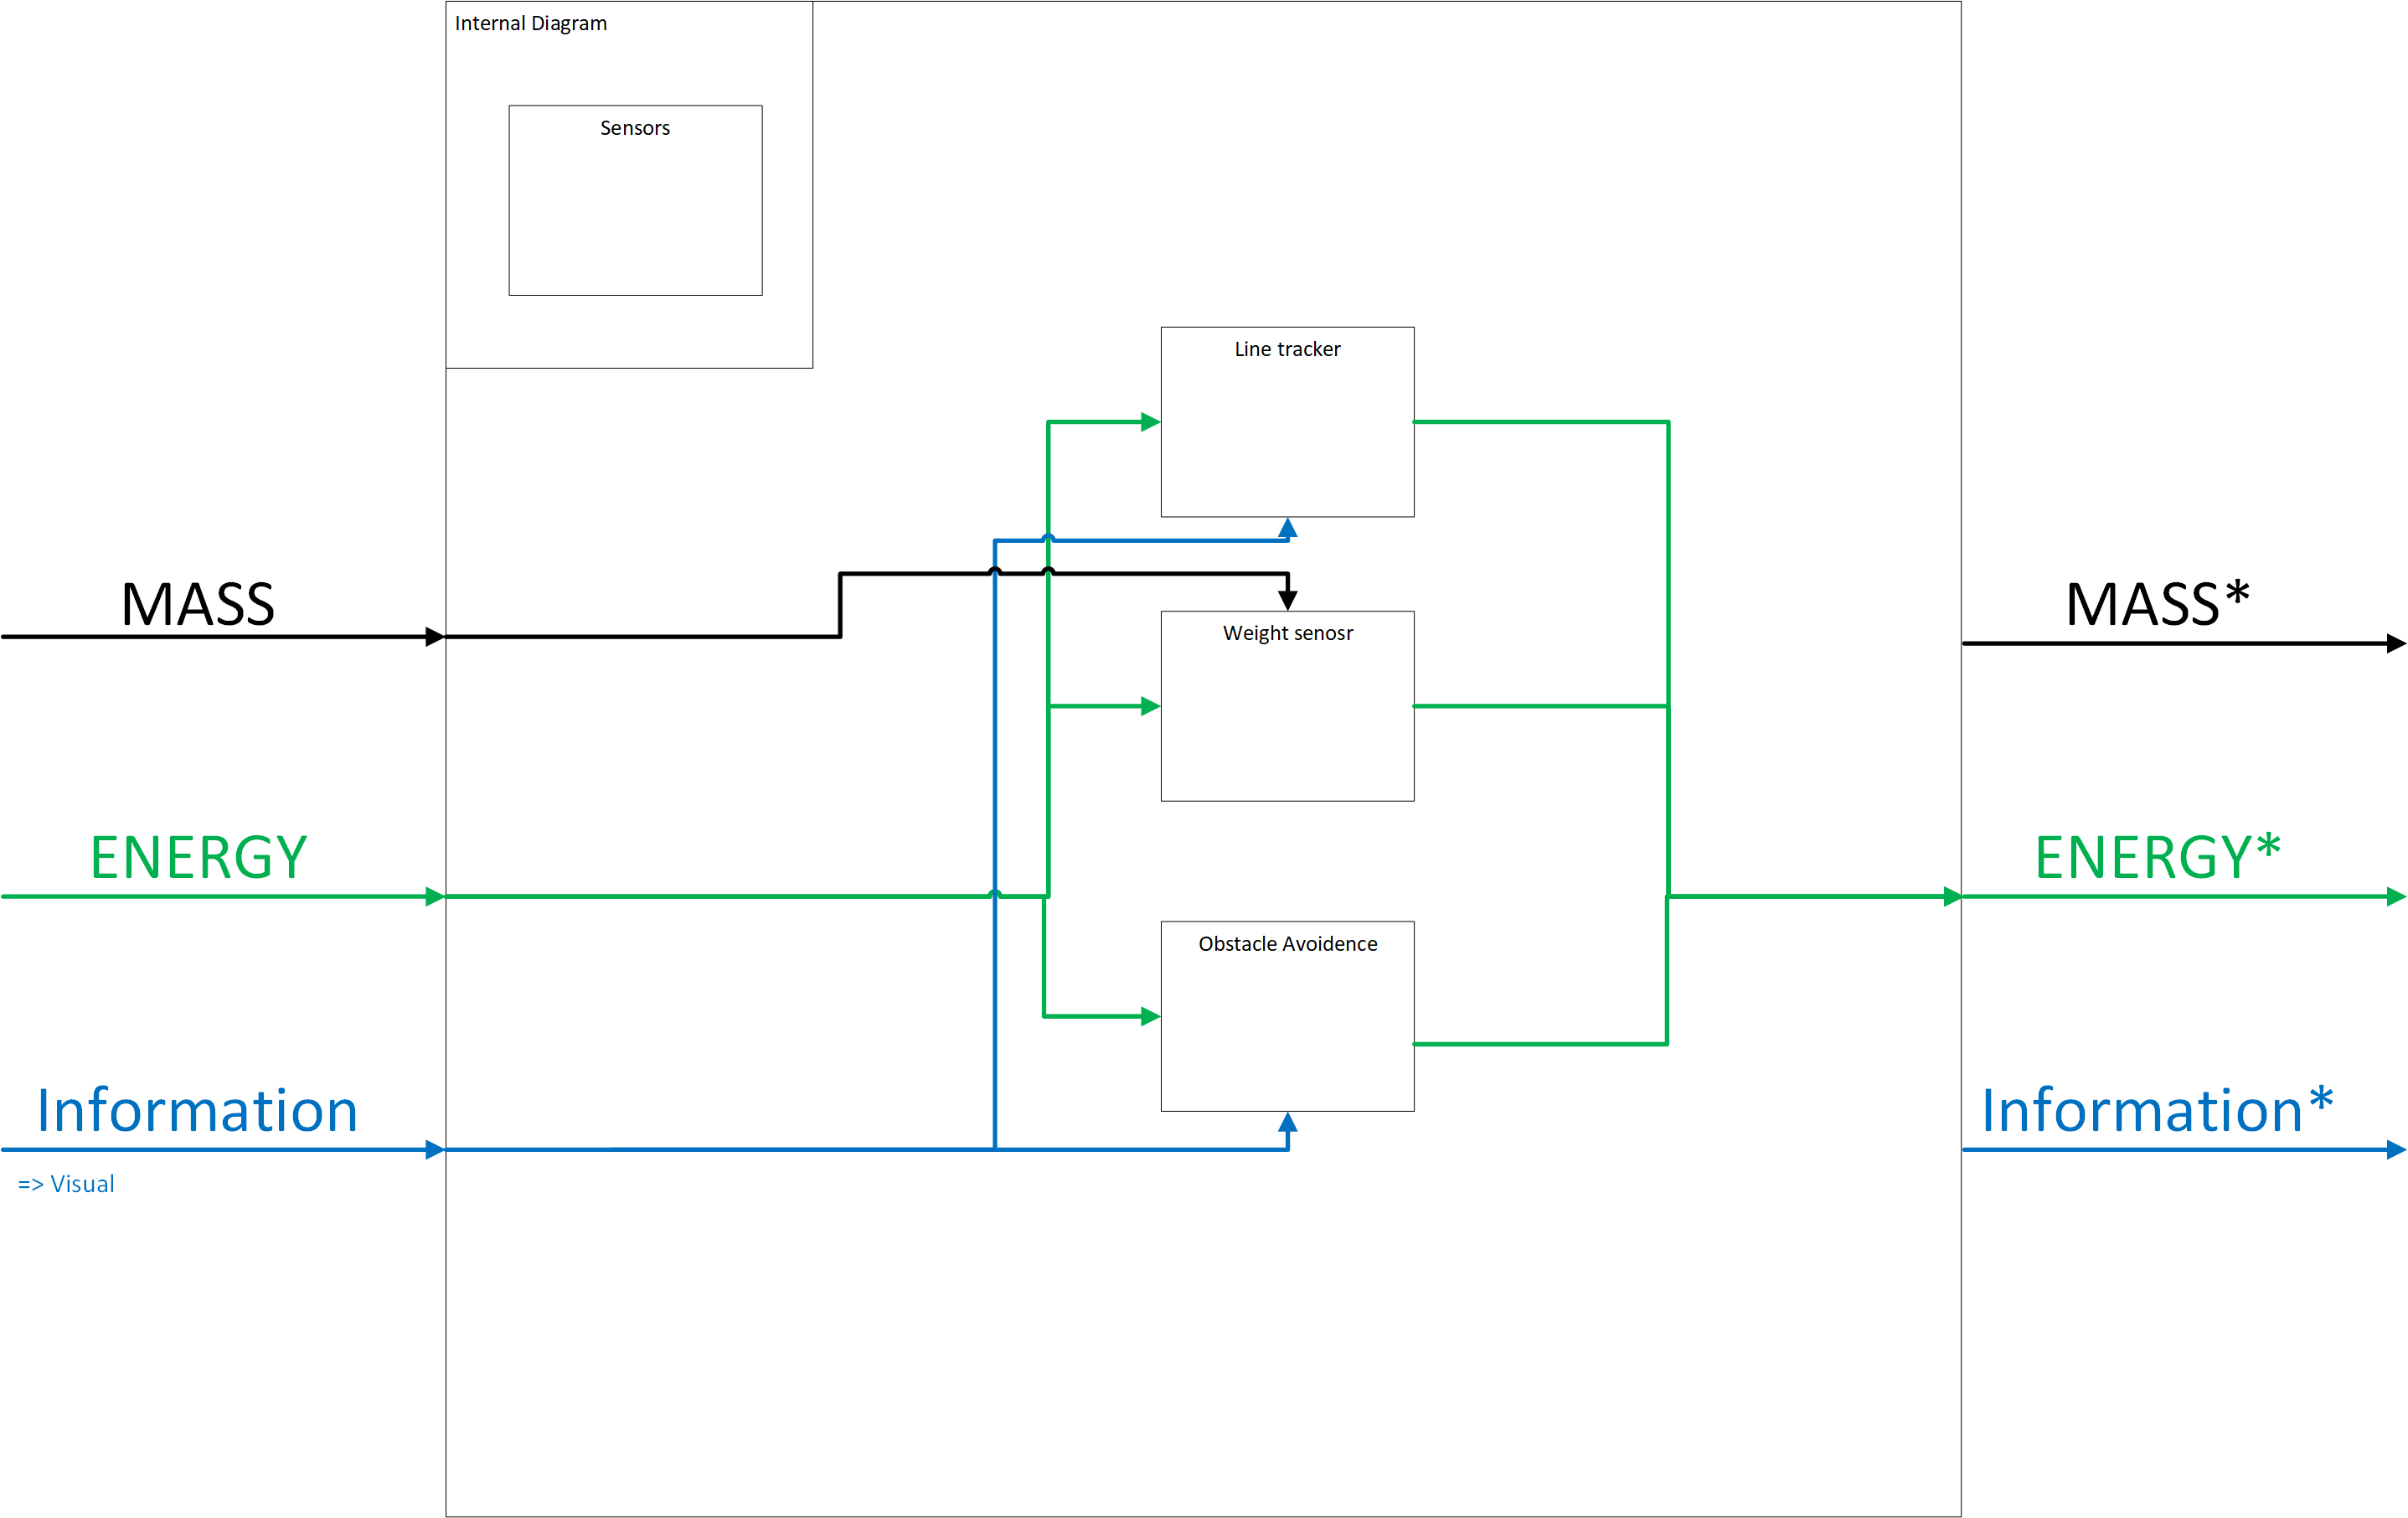 Internal Diagram
Sensors
Line tracker
MASS
MASS*
Weight senosr
ENERGY
ENERGY*
Obstacle Avoidence
Information
Information*
=> Visual